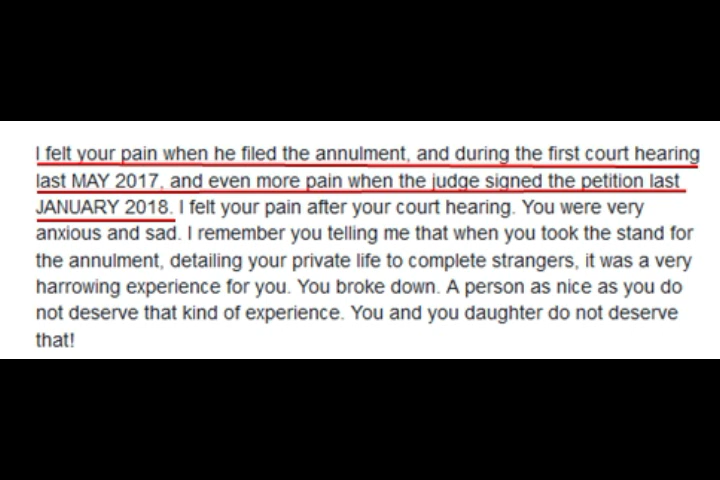 I felt your pain when he filed the annulment, and during the first court hearing
last MAY 2017, and even more pain when the judge signed the petition last
JANUARY 2018. I felt your pain after your court hearing. You were very
anxious and sad. I remember you telling me that when you took the stand for
the annulment, detailing your private life to complete strangers, it was a very
harrowing experience for you. You broke down. A person as nice as you do
not deserve that kind of experience. You and you daughter do not deserve
that!